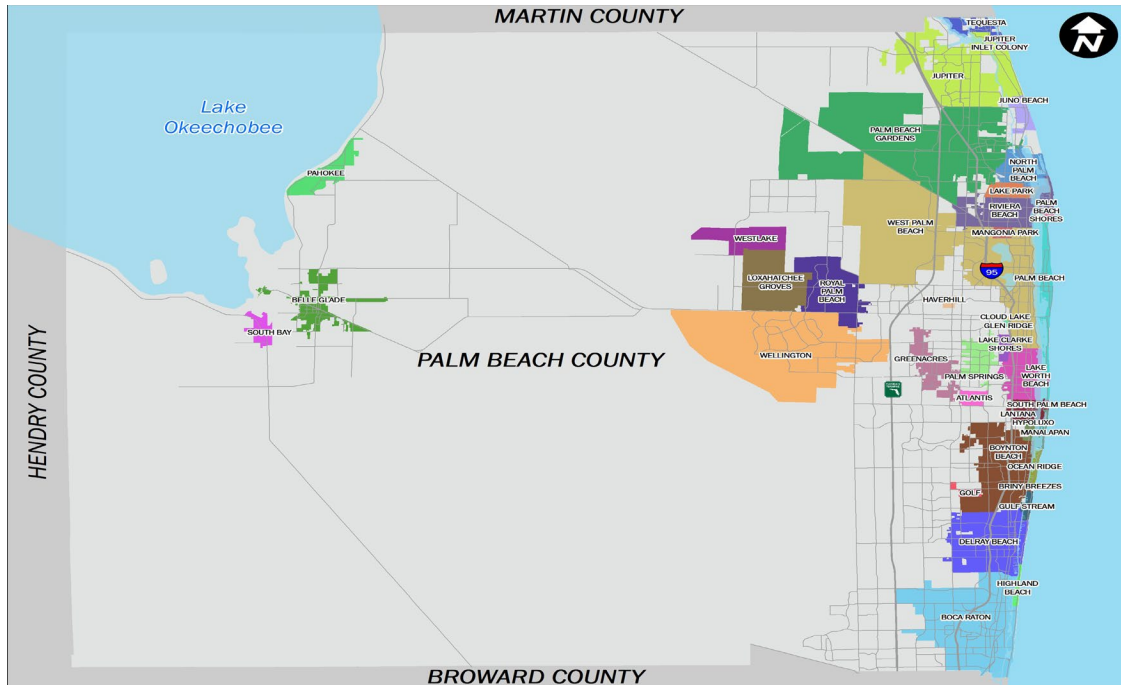 MARTIN COUNTY
N
TEQUESTA
JUPITER
INLET COLONY
JUPITER
JUNO BEACH
Lake
Okeechobee
PALM BEACH
GARDENS
PAHOKEE
NORTH
PALM
BEACH
LAKE PARK
RIVIERA
BEACH
PALM
BEACH
SHORES
WEST PALM
BEACH
MANGONIA PARK
WESTLAKE
95
PALM BEACH
LOXAHATCHEE
GROVES
ROYAL
PALM
BEACH
HAVERHILL
BELLE GLADE
CLOUD LAKE
GLEN RIDGE
SOUTH BAY
LAKE CLARKE
SHORES
HENDRY COUNTY
PALM BEACH COUNTY
WELLINGTON
GREENACRES
LAKE
WORTH
BEACH
PALM SPRINGS
ATLANTIS
SOUTH PALM BEACH
LANTANA
HYPOLUXO
MANALAPAN
BOYNTON
BEACH
OCEAN RIDGE
BRINY BREEZES
GOLF
GULF STREAM
DELRAY BEACH
HIGHLAND
BEACH
BOCA RATON
BROWARD COUNTY